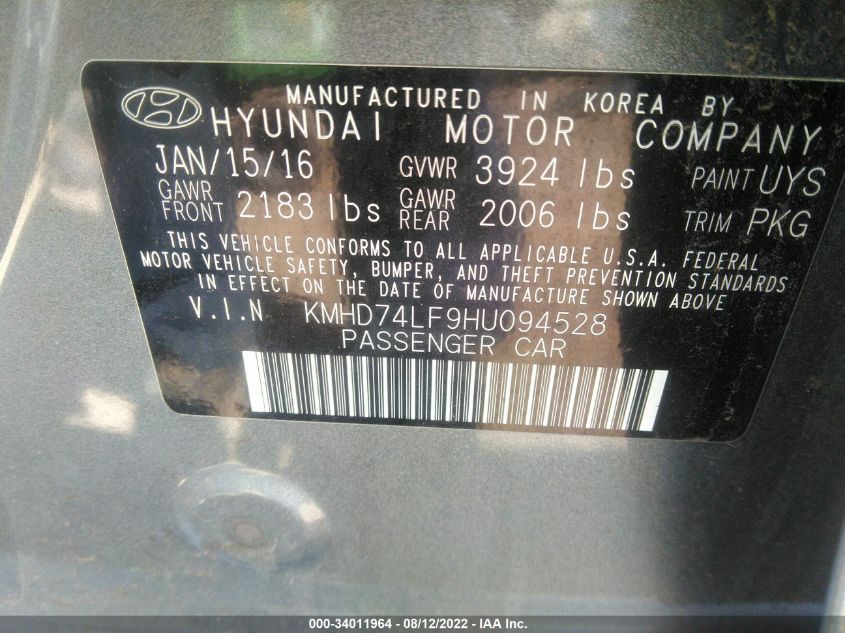 MANUFACTURED IN KOREA BY
HYUNDAI MOTOR COMPANY
JAN/15/16 GVWR 3924 lbs PAINT UYS
GAWR FRONT 2183 lbs GAWR REAR 2006 lbs TRIM PKG
THIS VEHICLE CONFORMS TO ALL APPLICABLE U.S.A. FEDERAL
MOTOR VEHICLE SAFETY, BUMPER, AND THEFT PREVENTION STANDARDS
IN EFFECT ON THE DATE OF MANUFACTURE SHOWN ABOVE
V.I.N KMHD74LF9HU094528
PASSENGER CAR
000-34011964 - 08/12/2022 - IAA Inc.